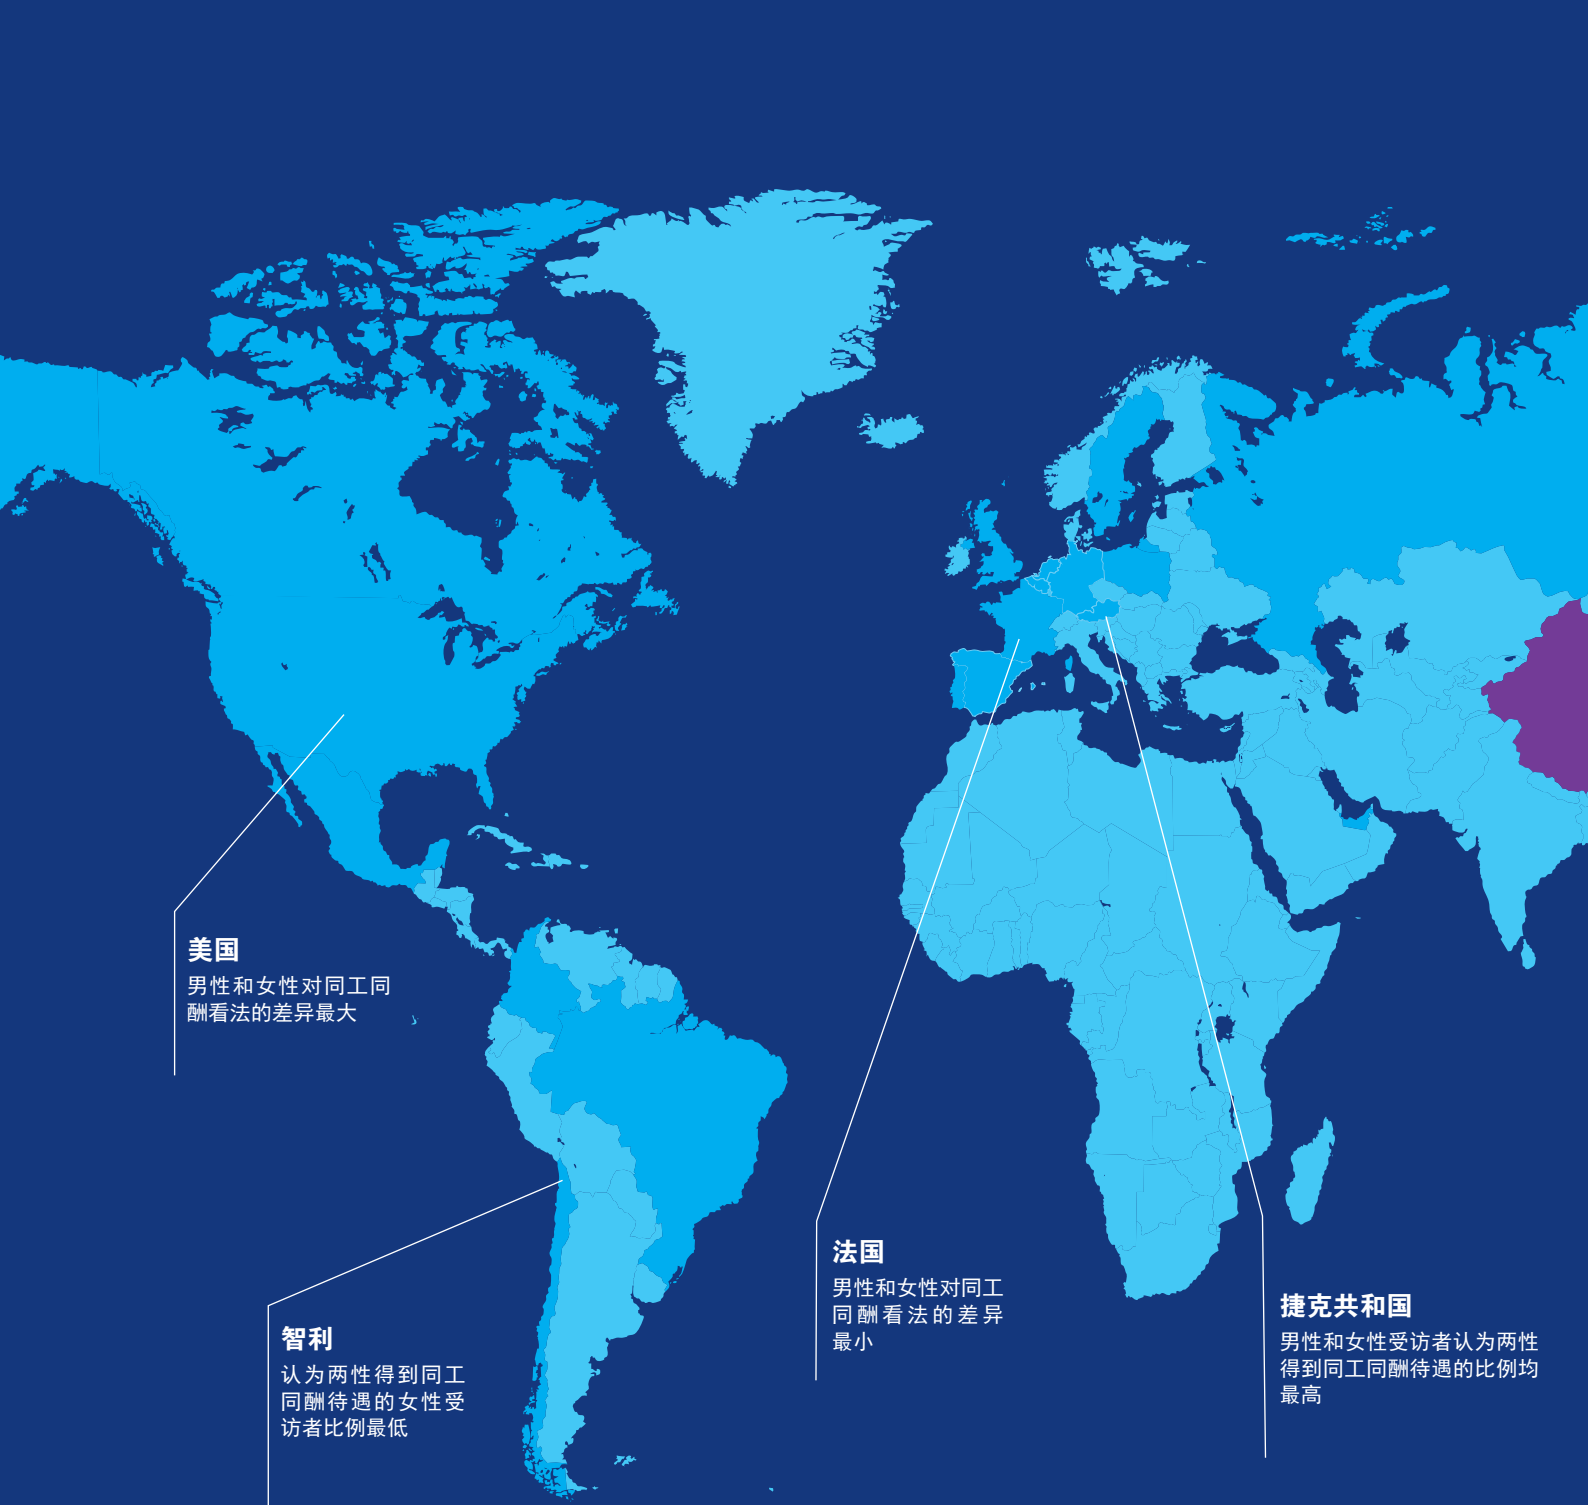 美国
男性和女性对同工同
酬看法的差异最大
法国
男性和女性对同工
同酬看法的差异
最小
捷克共和国
男性和女性受访者认为两性
得到同工同酬待遇的比例均
最高
智利
认为两性得到同工
同酬待遇的女性受
访者比例最低